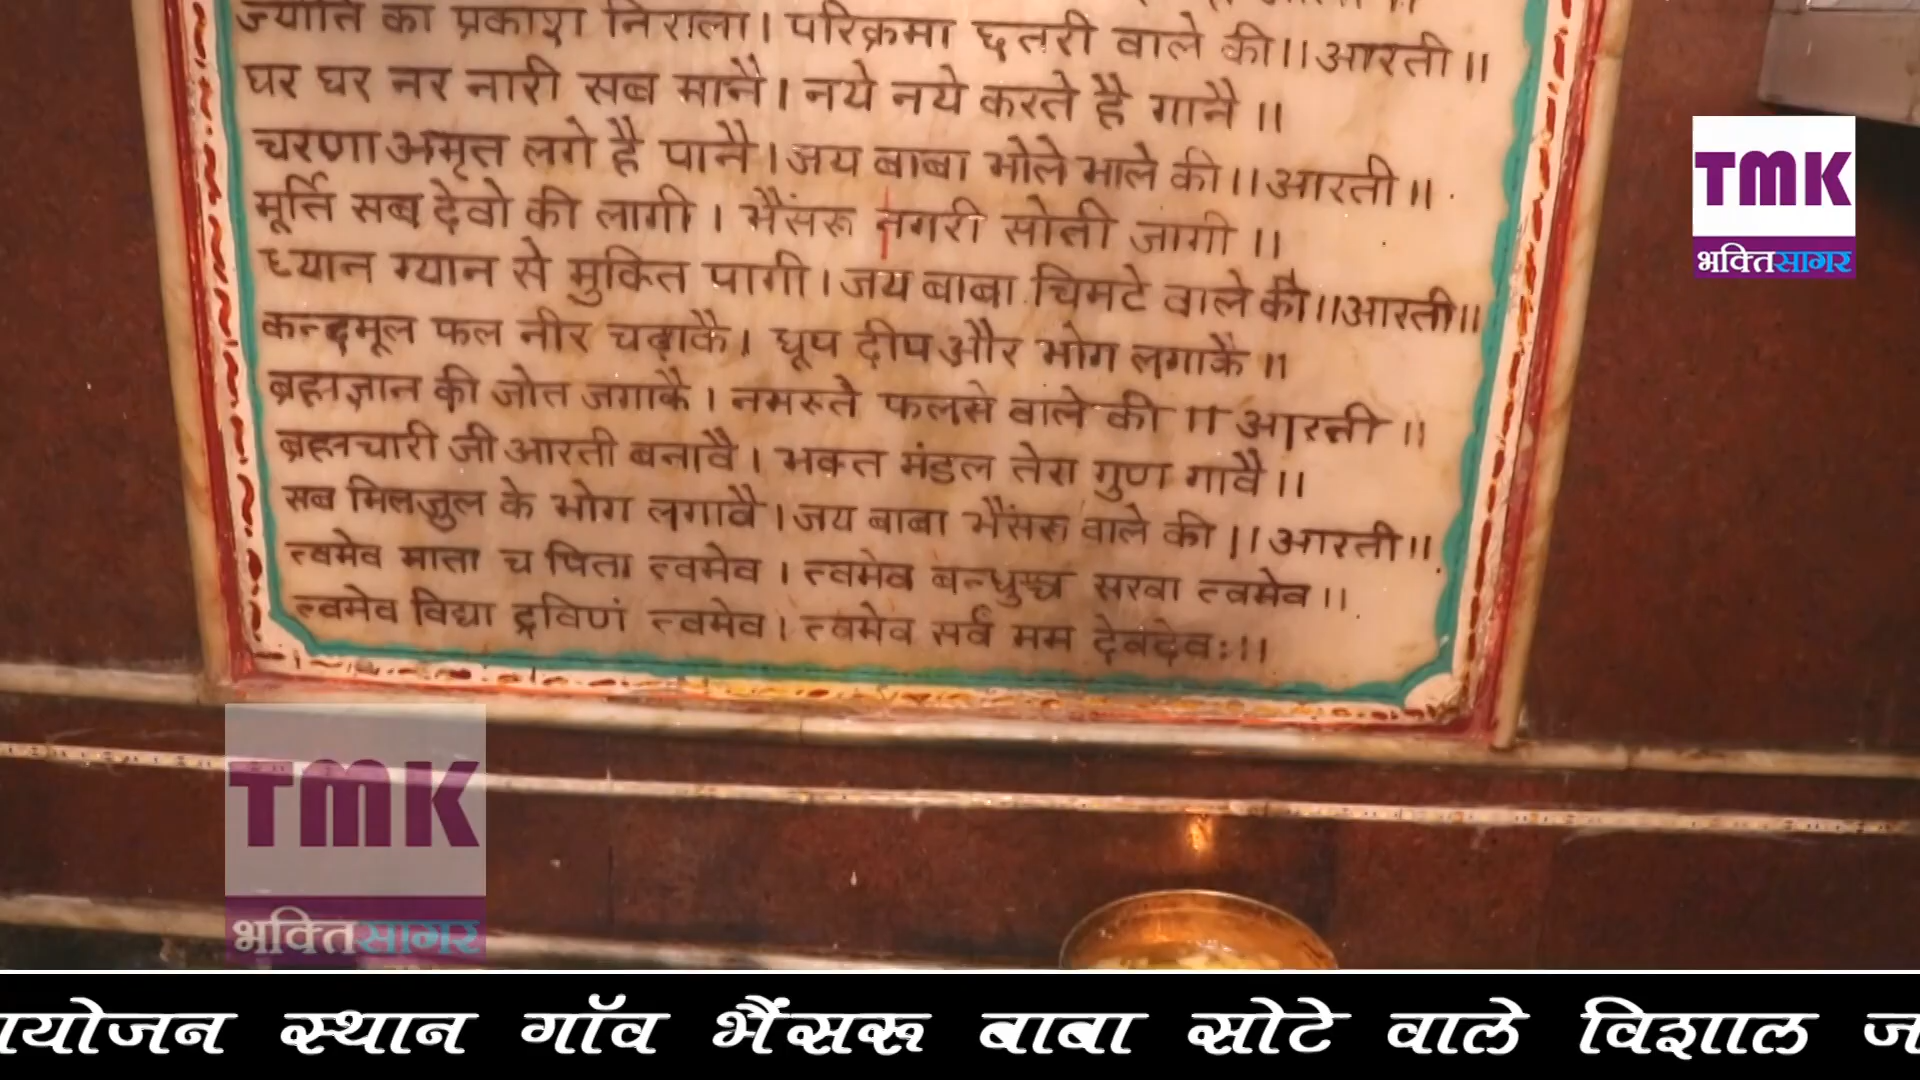 ज्योति का प्रकाश निराला। परिक्रमा छतरी वाले की।।आरती।।
घर घर नर नारी सब मानै। नये नये करते है गानै।।
चरणा अमृत लगे है पानै।जय बाबा भोले भाले की।।आरती।।
मूर्त्ति सब देवो की लागी। भैंसरू नगरी सोती जागी।।
ध्यान ग्यान से मुकित पागी।जय बाबा चिमटे वाले की।।आरती।।
कन्दमूल फल नीर चढ़ाकै। धूप दीप और भोग लगाकै।।
ब्रह्मज्ञान की जोत जगाकै। नमस्ते फलसे वाले की।। आरती।।
ब्रह्मचारी जी आरती बनावै। भक्त मंडल तेरा गुण गावै।।
सब मिलजुल के भोग लगावै।जय बाबा भैंसरू वाले की।।आरती।।
त्वमेव माता च पिता त्वमेव। त्वमेव बन्धुश्च सखा त्वमेव।।
त्वमेव विद्या द्रविणं त्वमेव। त्वमेव सर्वं मम देवदेवः।।
TMK
भक्तिसागर
TMK
भक्तिसागर
योजन स्थान गॉव भैंसरू बाबा सोटे वाले विशाल ज